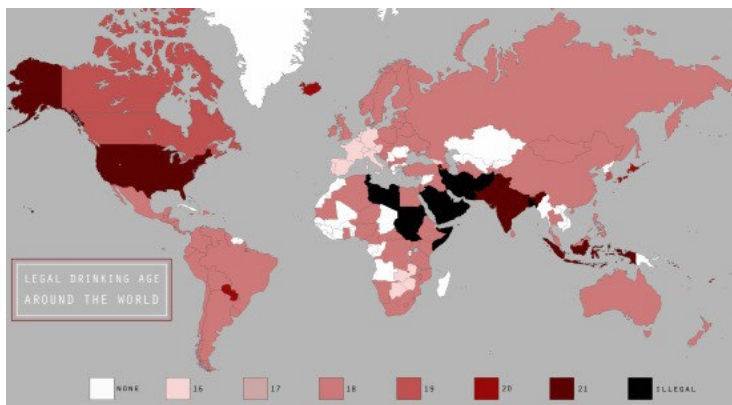 LEGAL DRINKING AGE
AROUND THE WORLD
NONE 16 17 18 19 20 21 ILLEGAL